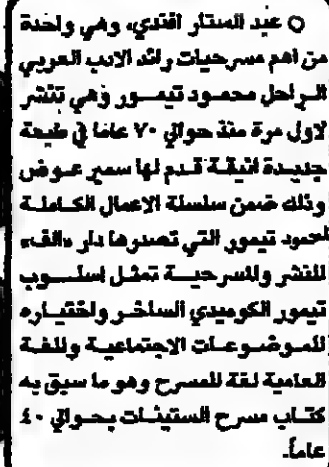 ○ عبد الستار افندي، وهي واحدة
من اهم مسرحيات رائد الادب العربي
الراحل محمود تيمور وهي تنشر
لاول مرة منذ حوالي ٧٠ عاما في طبعة
جديدة انيقة قدم لها سمير عوض
وذلك ضمن سلسلة الاعمال الكاملة
لمحمود تيمور التي تصدرها دار «الف»
للنشر والمسرحية تمثل اسلوب
تيمور الكوميدي الساخر واختياره
للموضوعات الاجتماعية وللغة
العامية لغة للمسرح وهو ما سبق به
كتاب مسرح الستينات بحوالي ٤٠
عاماً.